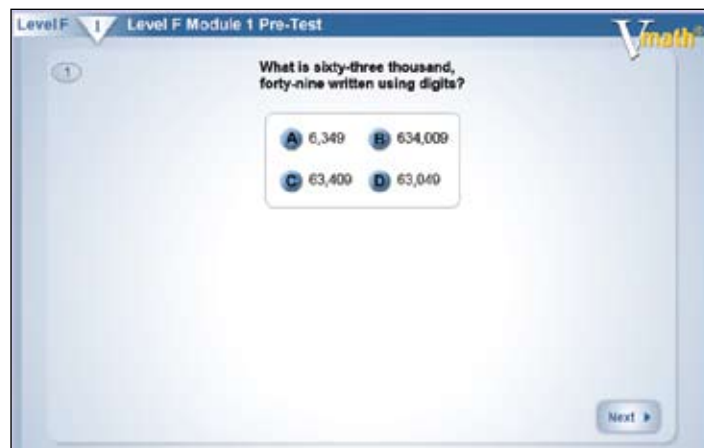 Level F 1 Level F Module 1 Pre-Test
Vmath®
1
What is sixty-three thousand,
forty-nine written using digits?
A 6,349 B 634,009
C 63,409 D 63,049
Next